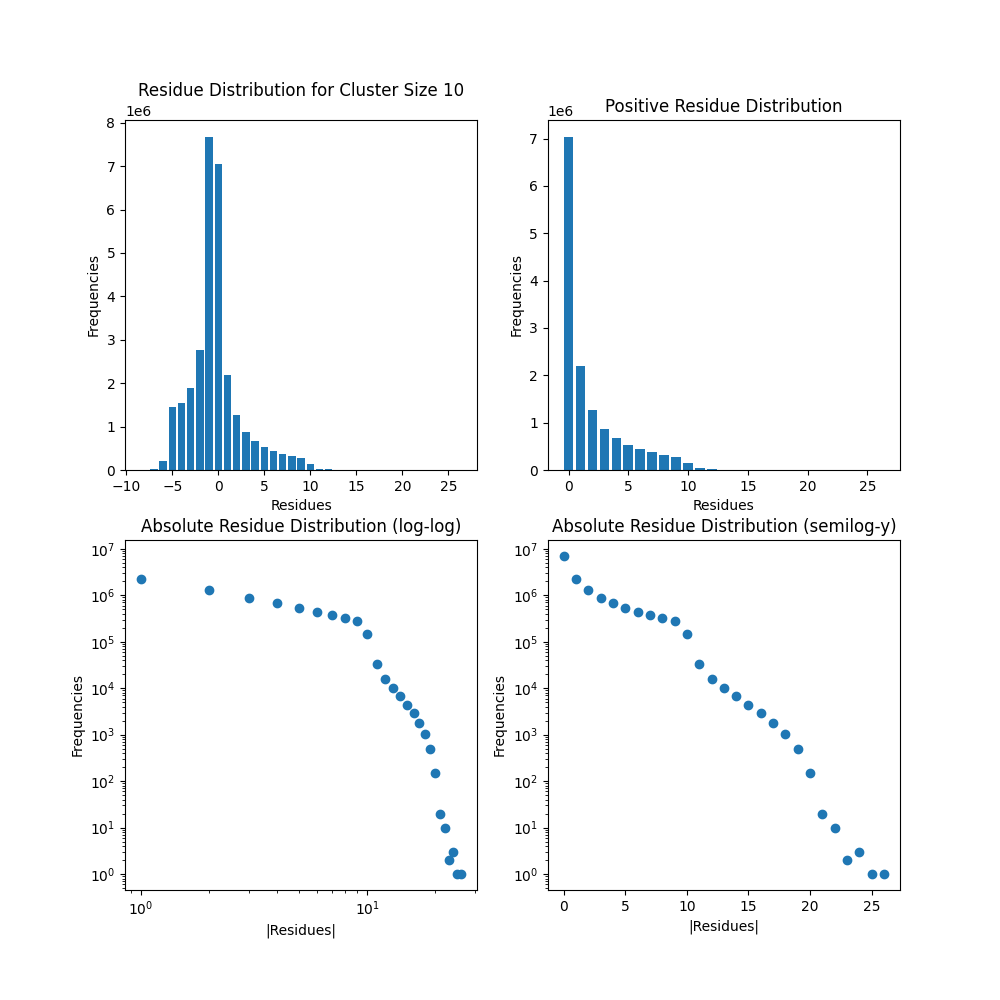 Residue Distribution for Cluster Size 10
1e6
8
7
6
5
4
3
2
1
0
−10 −5 0 5 10 15 20 25
Residues
Frequencies
Positive Residue Distribution
1e6
7
6
5
4
3
2
1
0
0 5 10 15 20 25
Residues
Frequencies
Absolute Residue Distribution (log-log)
10⁷
10⁶
10⁵
10⁴
10³
10²
10¹
10⁰
10⁰ 10¹
|Residues|
Frequencies
Absolute Residue Distribution (semilog-y)
10⁷
10⁶
10⁵
10⁴
10³
10²
10¹
10⁰
0 5 10 15 20 25
|Residues|
Frequencies